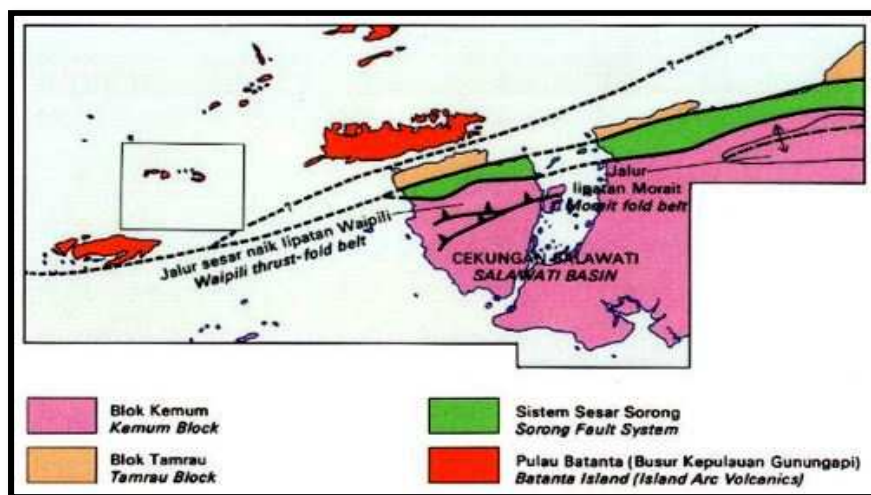 ?
?
?
Jalur
lipatan Morait
Morait fold belt
Jalur sesar naik lipatan Waipili
Waipili thrust-fold belt
CEKUNGAN SALAWATI
SALAWATI BASIN
Blok Kemum
Kemum Block
Blok Tamrau
Tamrau Block
Sistem Sesar Sorong
Sorong Fault System
Pulau Batanta (Busur Kepulauan Gunungapi)
Batanta Island (Island Arc Volcanics)